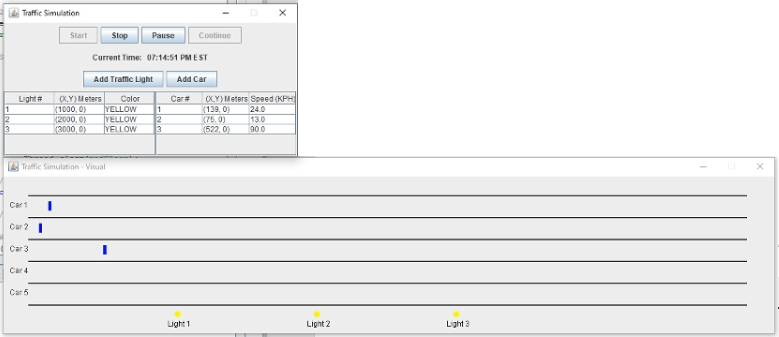 Traffic Simulation
Start Stop Pause Continue
Current Time: 07:14:51 PM EST
Add Traffic Light Add Car
Light # (X,Y) Meters Color Car # (X,Y) Meters Speed (KPH)
1 (1000, 0) YELLOW 1 (139, 0) 24.0
2 (2000, 0) YELLOW 2 (75, 0) 13.0
3 (3000, 0) YELLOW 3 (522, 0) 90.0
Traffic Simulation - Visual
Car 1
Car 2
Car 3
Car 4
Car 5
Light 1 Light 2 Light 3